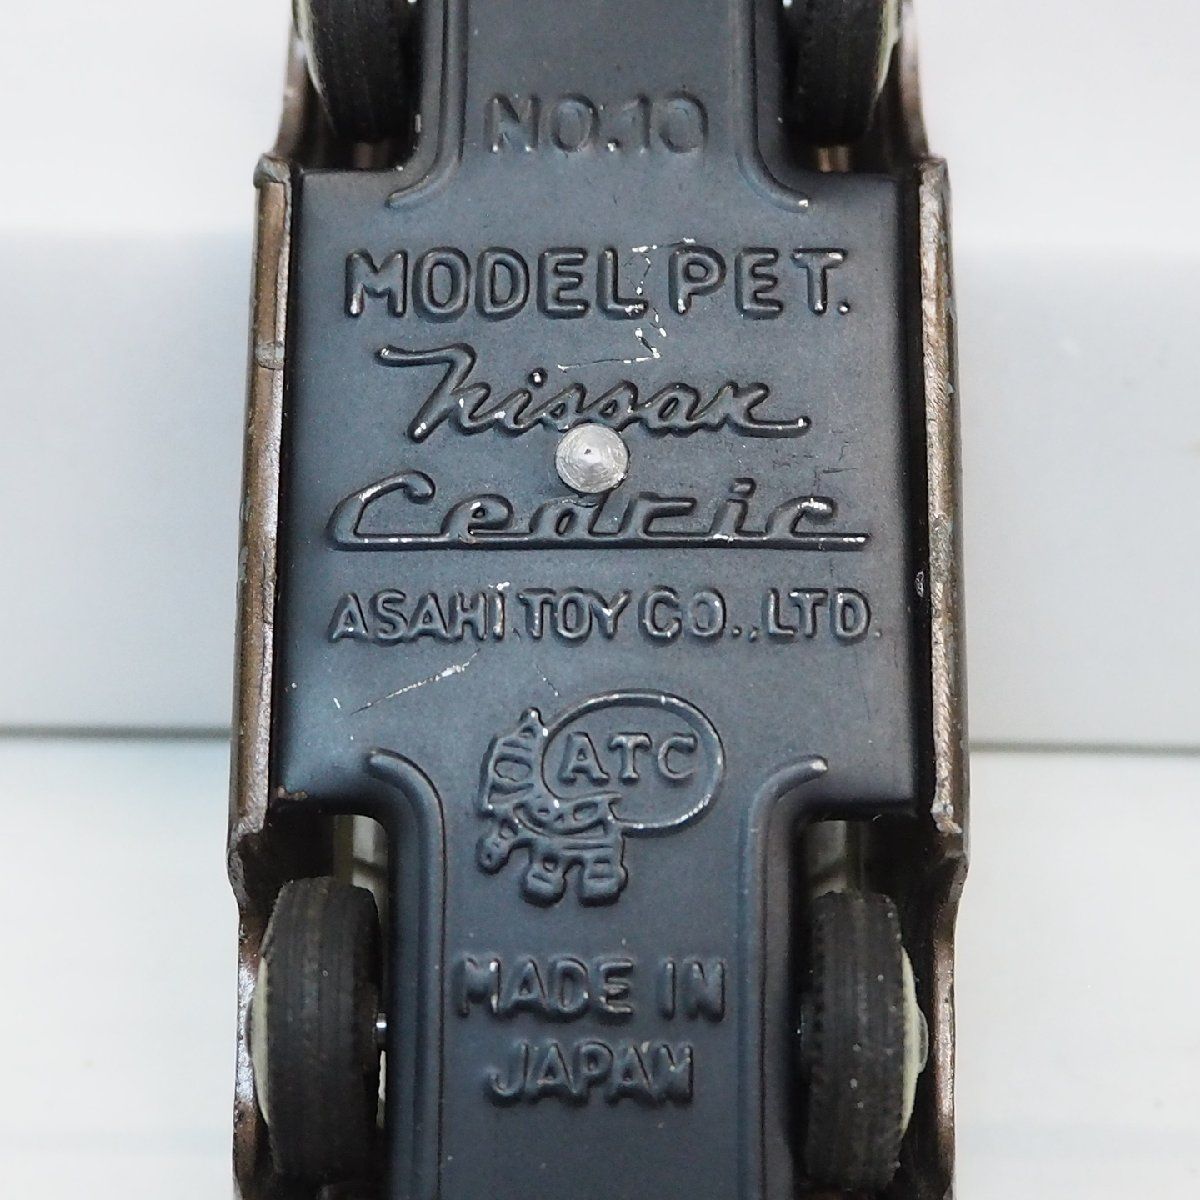 NO.10
MODEL PET.
Nissan
Cedric
ASAHI TOY CO., LTD.
ATC
MADE IN
JAPAN